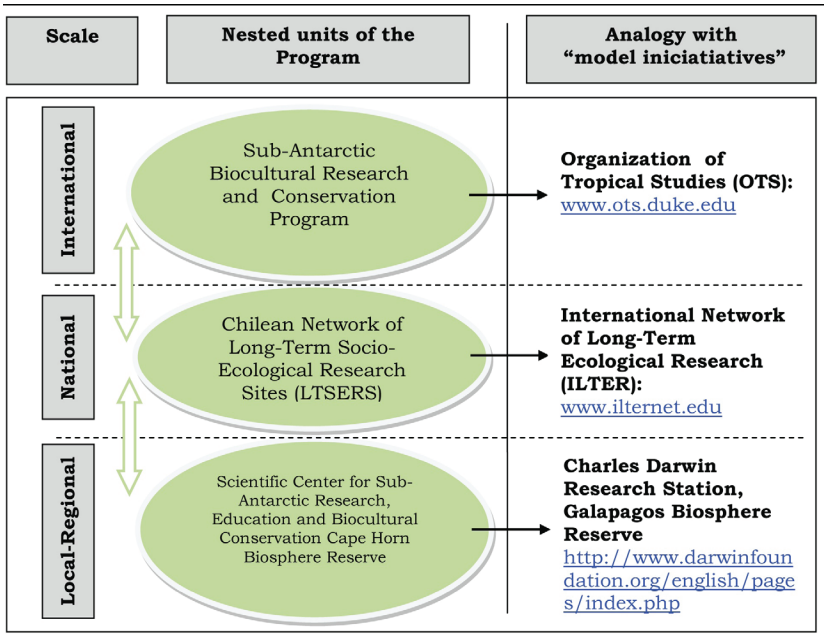 Scale
Nested units of the
Program
Analogy with
“model iniciatiatives”
International
Sub-Antarctic
Biocultural Research
and Conservation
Program
Organization of
Tropical Studies (OTS):
www.ots.duke.edu
National
Chilean Network of
Long-Term Socio-
Ecological Research
Sites (LTSERS)
International Network
of Long-Term
Ecological Research
(ILTER):
www.ilternet.edu
Local-Regional
Scientific Center for Sub-
Antarctic Research,
Education and Biocultural
Conservation Cape Horn
Biosphere Reserve
Charles Darwin
Research Station,
Galapagos Biosphere
Reserve
http://www.darwinfoun
dation.org/english/page
s/index.php